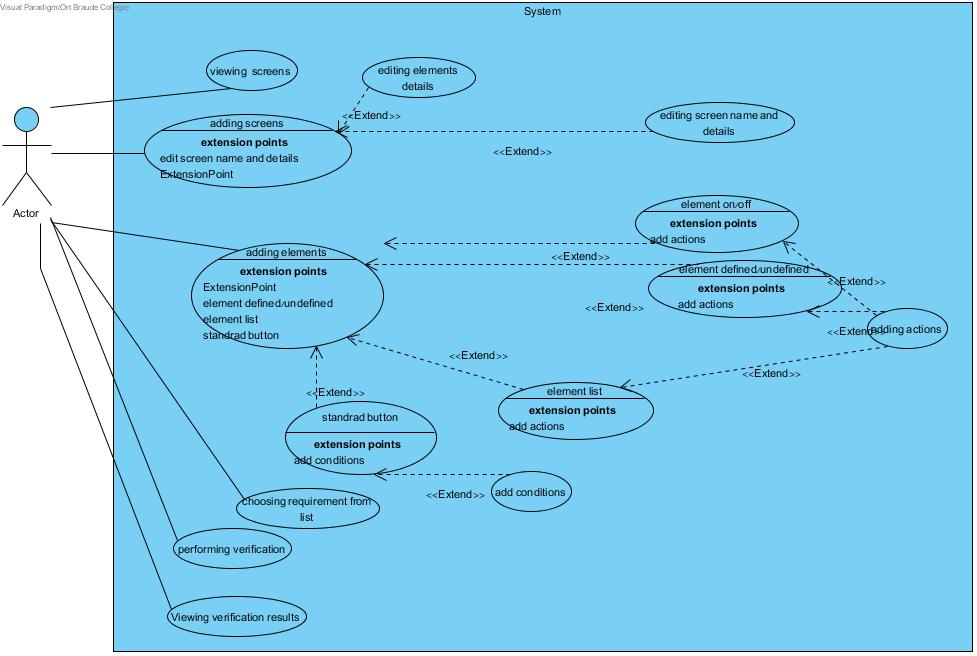 Visual Paradigm(Ort Braude College)
System
viewing screens
editing elements
details
<<Extend>>
adding screens
extension points
edit screen name and details
ExtensionPoint
editing screen name and
details
<<Extend>>
Actor
element on/off
extension points
add actions
adding elements
extension points
ExtensionPoint
element defined/undefined
element list
standrad button
<<Extend>>
element defined/undefined
extension points
add actions
<<Extend>>
<<Extend>>
adding actions
<<Extend>>
<<Extend>>
<<Extend>>
element list
extension points
add actions
<<Extend>>
standrad button
extension points
add conditions
add conditions
<<Extend>>
choosing requirement from
list
performing verification
Viewing verification results